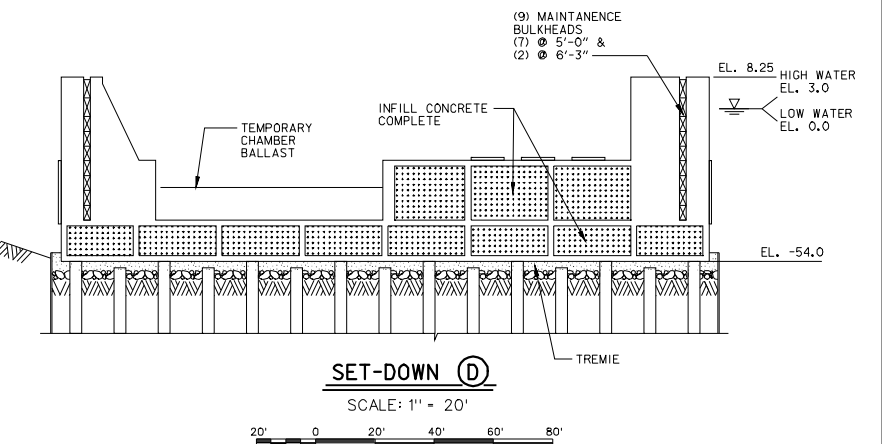 (9) MAINTANENCE
BULKHEADS
(7) @ 5'-0" &
(2) @ 6'-3"
EL. 8.25
HIGH WATER
EL. 3.0
LOW WATER
EL. 0.0
INFILL CONCRETE
COMPLETE
TEMPORARY
CHAMBER
BALLAST
EL. -54.0
TREMIE
SET-DOWN D
SCALE: 1" = 20'
20' 0 20' 40' 60' 80'